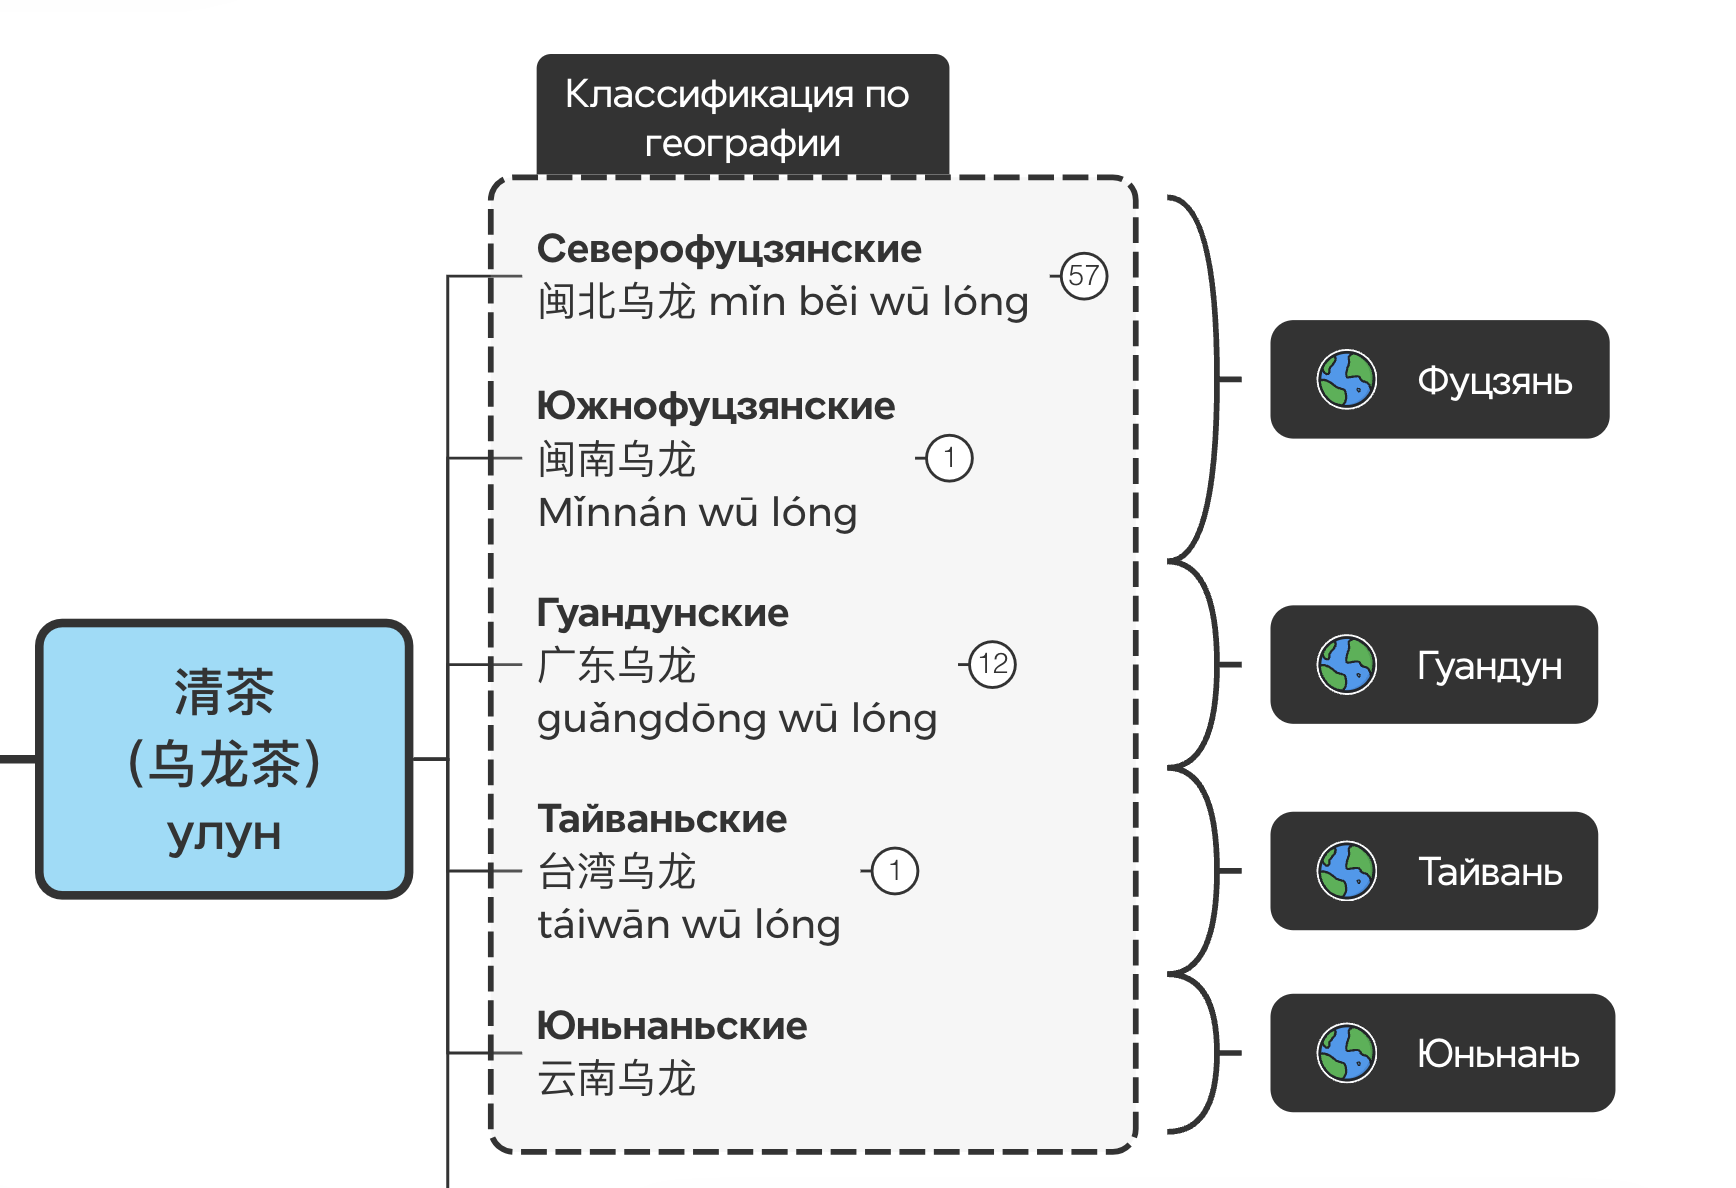 Классификация по
географии
Северофуцзянские
闽北乌龙 mǐn běi wū lóng
57
Южнофуцзянские
闽南乌龙
Mǐnnán wū lóng
1
Фуцзянь
Гуандунские
广东乌龙
guǎngdōng wū lóng
12
Гуандун
清茶
(乌龙茶)
улун
Тайваньские
台湾乌龙
táiwān wū lóng
1
Тайвань
Юньнаньские
云南乌龙
Юньнань